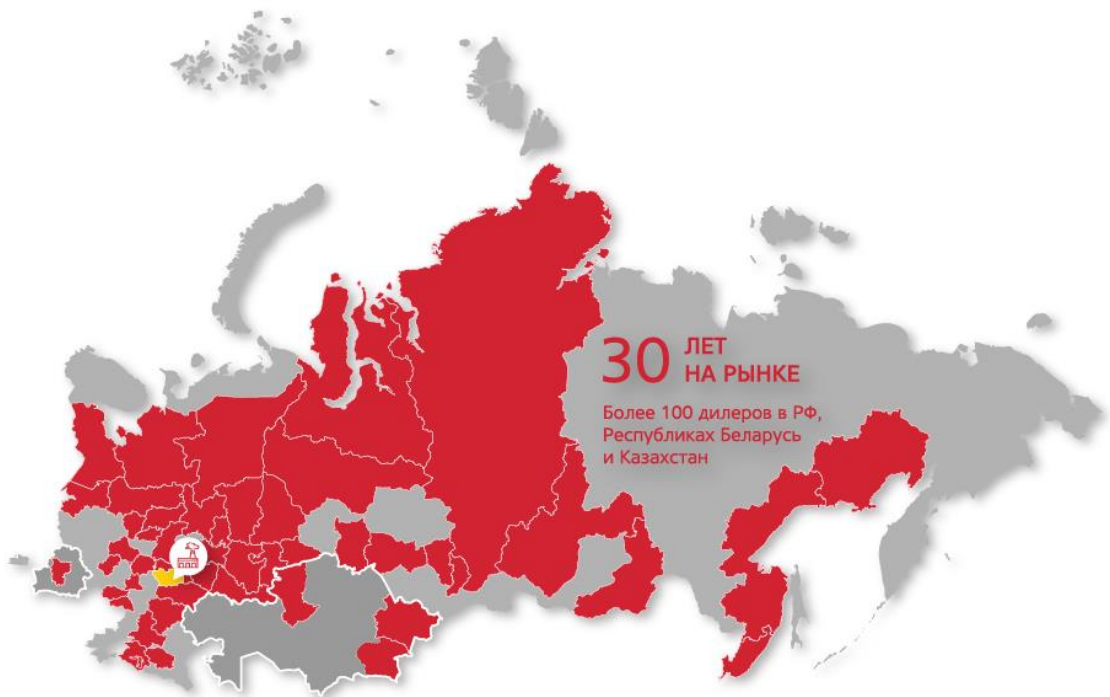 30 ЛЕТ
НА РЫНКЕ
Более 100 дилеров в РФ,
Республиках Беларусь
и Казахстан